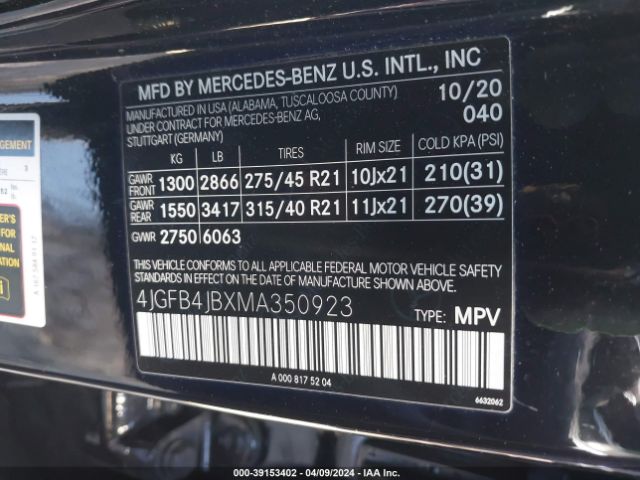 MFD BY MERCEDES-BENZ U.S. INTL., INC
MANUFACTURED IN USA (ALABAMA, TUSCALOOSA COUNTY) 10/20
UNDER CONTRACT FOR MERCEDES-BENZ AG, 040
STUTTGART (GERMANY)
KG LB TIRES RIM SIZE COLD KPA (PSI)
GAWR FRONT 1300 2866 275/45 R21 10Jx21 210(31)
GAWR REAR 1550 3417 315/40 R21 11Jx21 270(39)
GVWR 2750 6063
THIS VEHICLE CONFORMS TO ALL APPLICABLE FEDERAL MOTOR VEHICLE SAFETY
STANDARDS IN EFFECT ON THE DATE OF MANUFACTURE SHOWN ABOVE.
4JGFB4JBXMA350923 TYPE: MPV
A 000 817 52 04
6632062
000-39153402 - 04/09/2024 - IAA Inc.